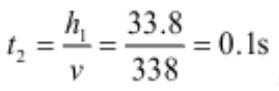 t₂ = h₁/v = 33.8/338 = 0.1s